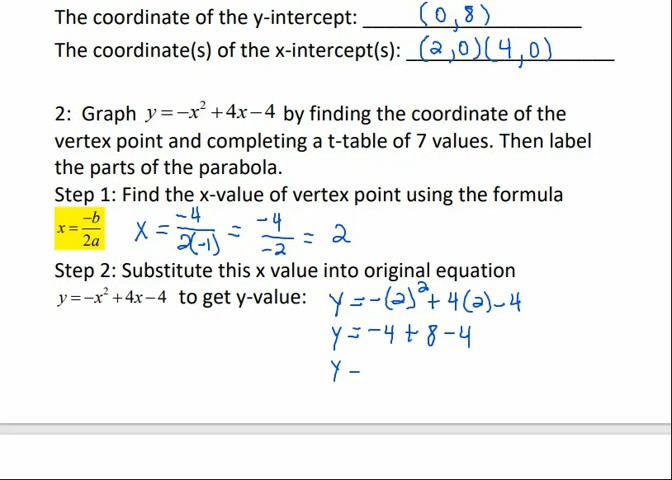 The coordinate of the y-intercept: (0,8)
The coordinate(s) of the x-intercept(s): (2,0)(4,0)
2: Graph y=−x²+4x−4 by finding the coordinate of the
vertex point and completing a t-table of 7 values. Then label
the parts of the parabola.
Step 1: Find the x-value of vertex point using the formula
x=−b/2a x = −4/2(−1) = −4/−2 = 2
Step 2: Substitute this x value into original equation
y=−x²+4x−4 to get y-value: y = −(2)²+4(2)−4
y = −4+8−4
y −